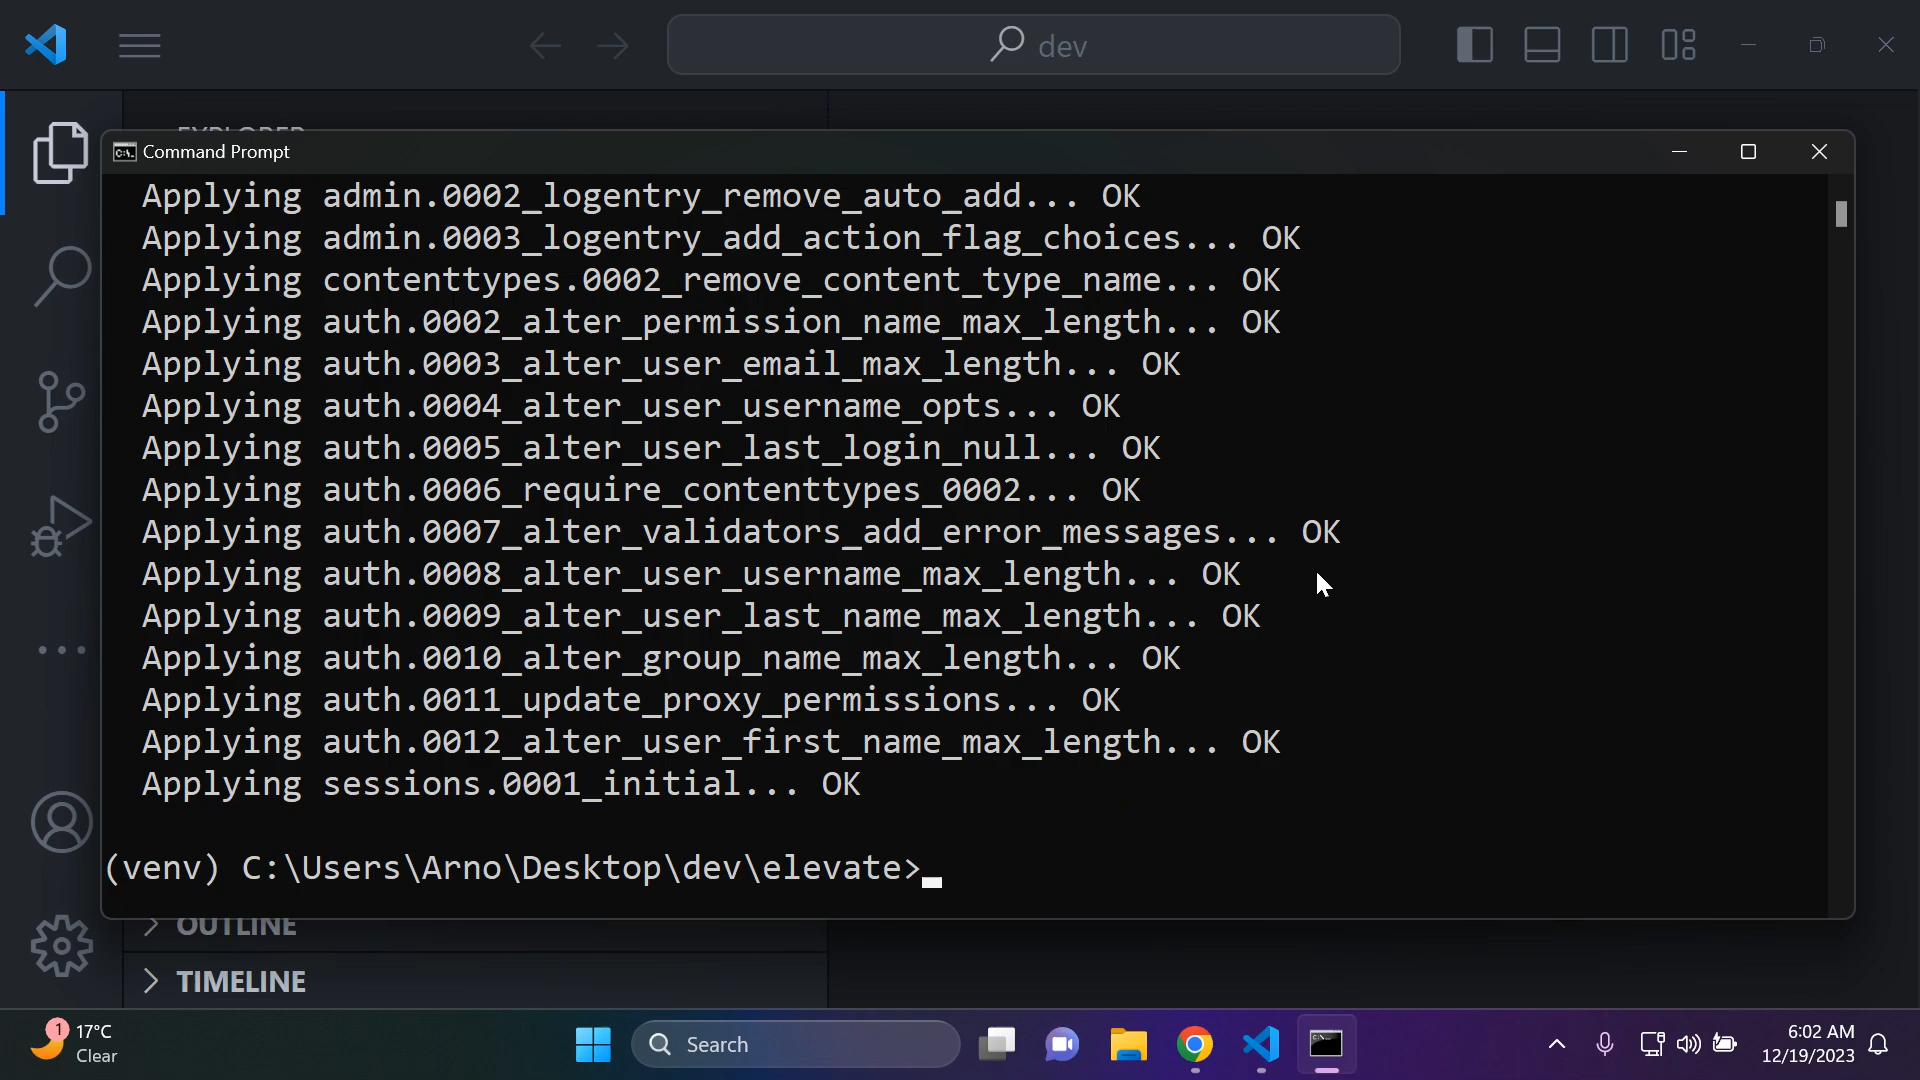 dev
EXPLORER
Command Prompt
Applying admin.0002_logentry_remove_auto_add... OK
Applying admin.0003_logentry_add_action_flag_choices... OK
Applying contenttypes.0002_remove_content_type_name... OK
Applying auth.0002_alter_permission_name_max_length... OK
Applying auth.0003_alter_user_email_max_length... OK
Applying auth.0004_alter_user_username_opts... OK
Applying auth.0005_alter_user_last_login_null... OK
Applying auth.0006_require_contenttypes_0002... OK
Applying auth.0007_alter_validators_add_error_messages... OK
Applying auth.0008_alter_user_username_max_length... OK
Applying auth.0009_alter_user_last_name_max_length... OK
Applying auth.0010_alter_group_name_max_length... OK
Applying auth.0011_update_proxy_permissions... OK
Applying auth.0012_alter_user_first_name_max_length... OK
Applying sessions.0001_initial... OK
(venv) C:\Users\Arno\Desktop\dev\elevate>
OUTLINE
TIMELINE
1
17°C
Clear
Search
6:02 AM
12/19/2023